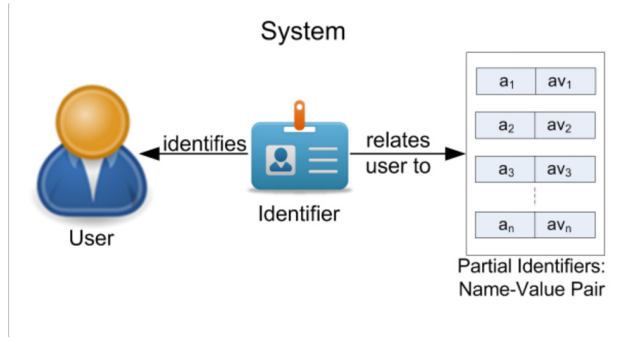 System
identifies
relates
user to
User
Identifier
a₁ av₁
a₂ av₂
a₃ av₃
aₙ avₙ
Partial Identifiers:
Name-Value Pair